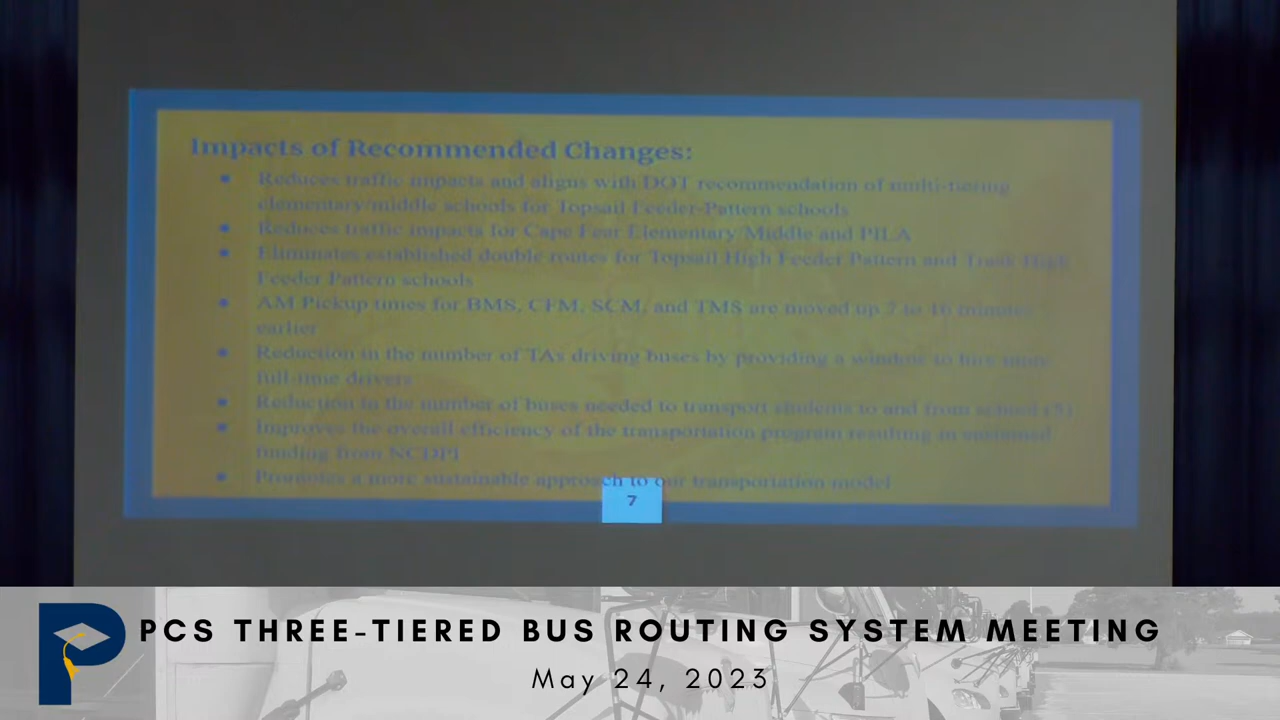 Impacts of Recommended Changes:
Reduces traffic impacts and aligns with DOT recommendation of multi-tiering
elementary/middle schools for Topsail Feeder-Pattern schools
Reduces traffic impacts for Cape Fear Elementary/Middle and PILA
Eliminates established double routes for Topsail High Feeder Pattern and Trask High
Feeder Pattern schools
AM Pickup times for BMS, CFM, SCM, and TMS are moved up 7 to 16 minutes
earlier
Reduction in the number of TAs driving buses by providing a window to hire more
full-time drivers
Reduction in the number of buses needed to transport students to and from school (5)
Improves the overall efficiency of the transportation program resulting in sustained
funding from NCDPI
Promotes a more sustainable approach to our transportation model
7
P PCS THREE-TIERED BUS ROUTING SYSTEM MEETING
May 24, 2023